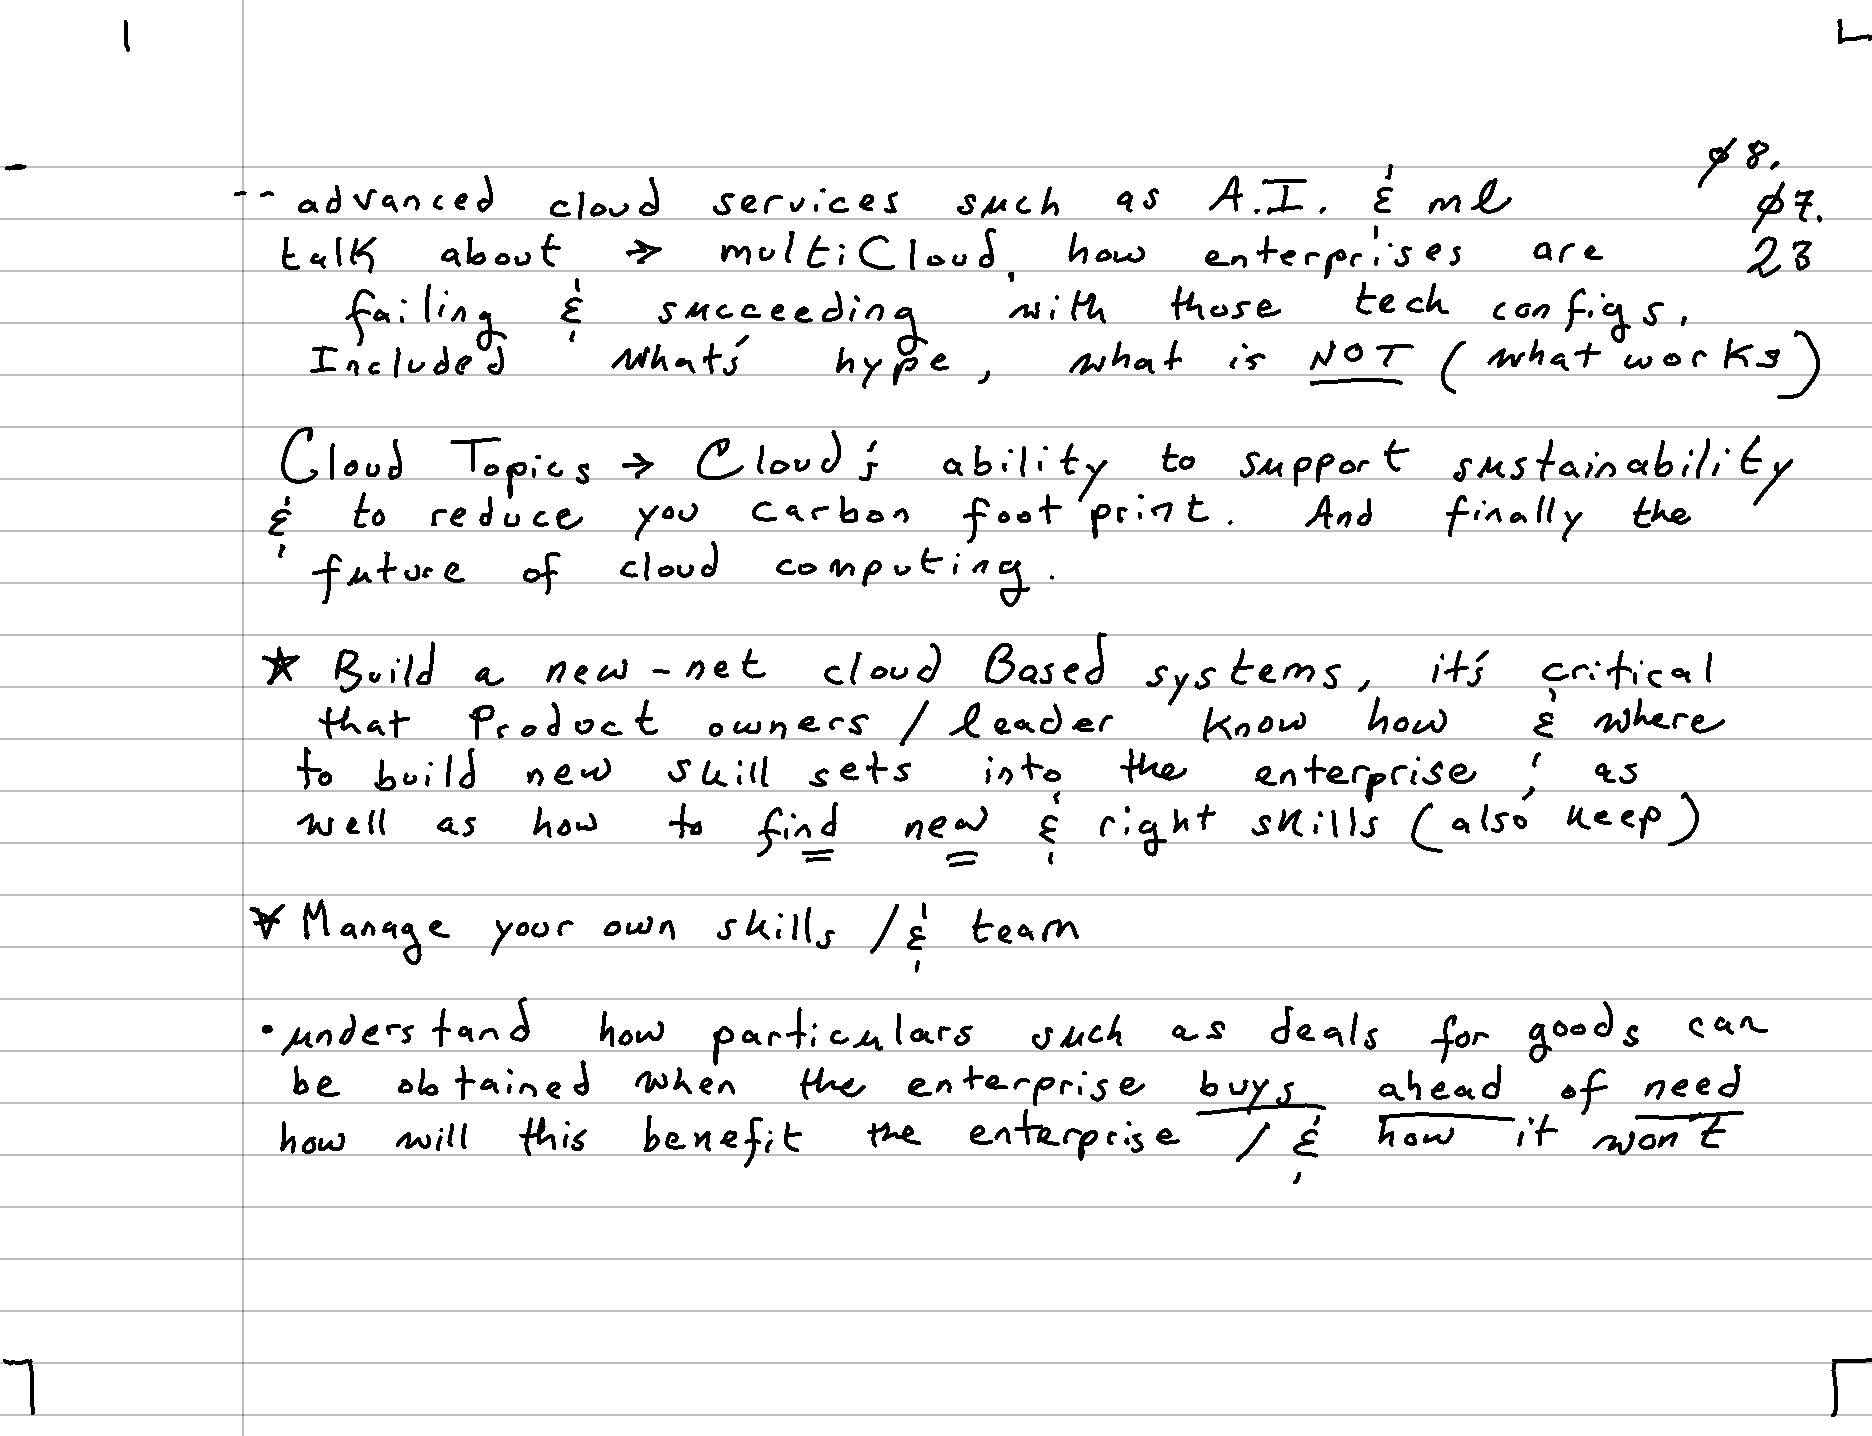 ø8.
-- advanced cloud services such as A.I. & ml ø7.
talk about → multiCloud, how enterprises are 23
failing & succeeding with those tech configs.
Included what's hype, what is NOT (what works)
Cloud Topics → Cloud's ability to support sustainability
& to reduce you carbon foot print. And finally the
future of cloud computing.
★ Build a new-net cloud Based systems, it's critical
that Product owners / leader know how & where
to build new skill sets into the enterprise, as
well as how to find new & right skills (also keep)
★ Manage your own skills /& team
• understand how particulars such as deals for goods can
be obtained when the enterprise buys ahead of need
how will this benefit the enterprise / & how it won't